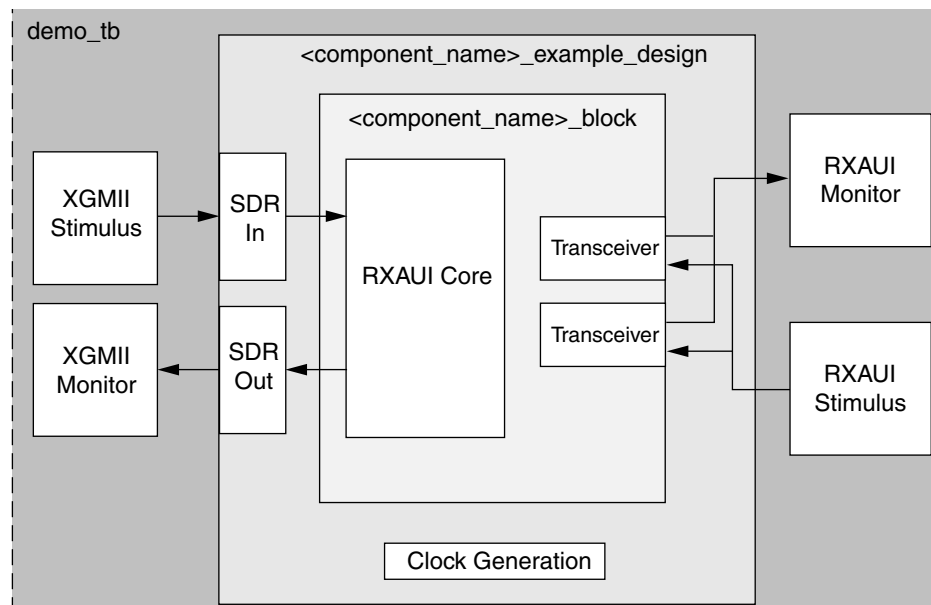 demo_tb
<component_name>_example_design
<component_name>_block
XGMII
Stimulus
SDR
In
RXAUI Core
Transceiver
RXAUI
Monitor
XGMII
Monitor
SDR
Out
Transceiver
RXAUI
Stimulus
Clock Generation